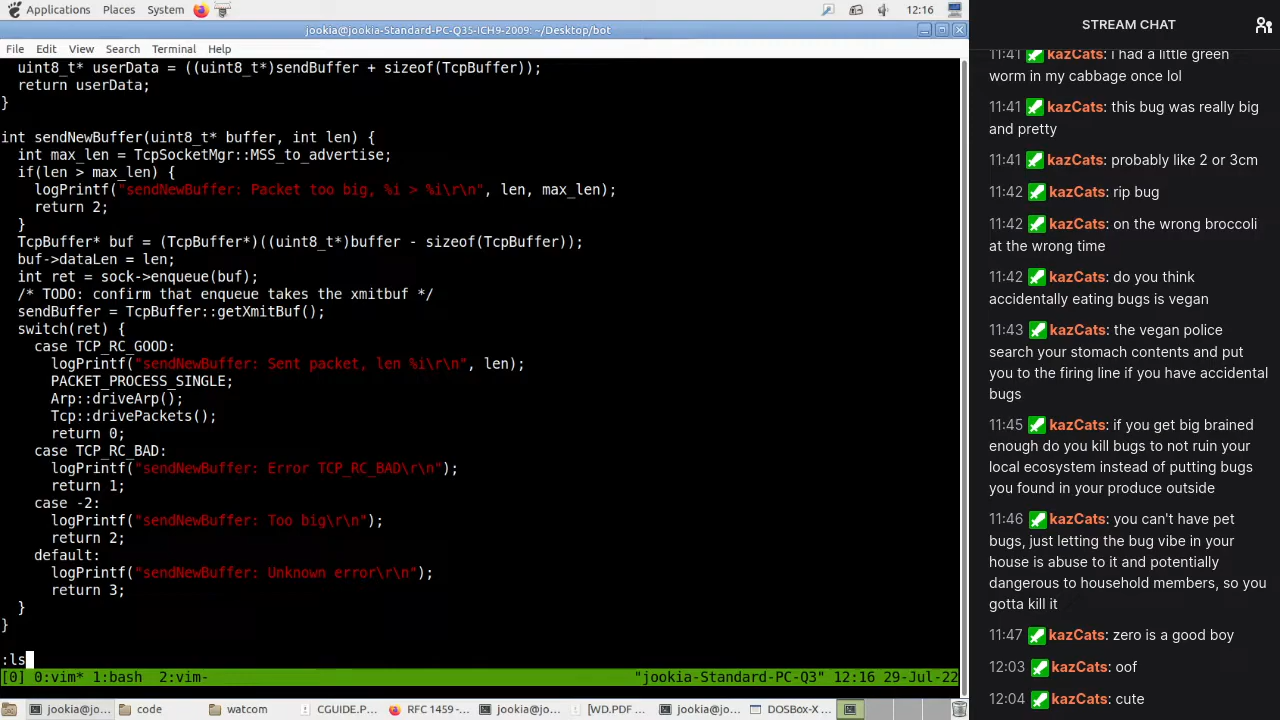 Applications Places System 12:16
jookia@jookia-Standard-PC-Q35-ICH9-2009: ~/Desktop/bot
File Edit View Search Terminal Help
uint8_t* userData = ((uint8_t*)sendBuffer + sizeof(TcpBuffer));
return userData;
}
int sendNewBuffer(uint8_t* buffer, int len) {
int max_len = TcpSocketMgr::MSS_to_advertise;
if(len > max_len) {
logPrintf("sendNewBuffer: Packet too big, %i > %i\r\n", len, max_len);
return 2;
}
TcpBuffer* buf = (TcpBuffer*)((uint8_t*)buffer - sizeof(TcpBuffer));
buf->dataLen = len;
int ret = sock->enqueue(buf);
/* TODO: confirm that enqueue takes the xmitbuf */
sendBuffer = TcpBuffer::getXmitBuf();
switch(ret) {
case TCP_RC_GOOD:
logPrintf("sendNewBuffer: Sent packet, len %i\r\n", len);
PACKET_PROCESS_SINGLE;
Arp::driveArp();
Tcp::drivePackets();
return 0;
case TCP_RC_BAD:
logPrintf("sendNewBuffer: Error TCP_RC_BAD\r\n");
return 1;
case -2:
logPrintf("sendNewBuffer: Too big\r\n");
return 2;
default:
logPrintf("sendNewBuffer: Unknown error\r\n");
return 3;
}
}
:ls
[0] 0:vim* 1:bash 2:vim- "jookia-Standard-PC-Q3" 12:16 29-Jul-22
jookia@jo... code watcom CGUIDE.P... RFC 1459 -... jookia@jo... [WD.PDF ... jookia@jo... DOSBox-X ...
STREAM CHAT
11:41 kazCats: i had a little green
worm in my cabbage once lol
11:41 kazCats: this bug was really big
and pretty
11:41 kazCats: probably like 2 or 3cm
11:42 kazCats: rip bug
11:42 kazCats: on the wrong broccoli
at the wrong time
11:42 kazCats: do you think
accidentally eating bugs is vegan
11:43 kazCats: the vegan police
search your stomach contents and put
you to the firing line if you have accidental
bugs
11:45 kazCats: if you get big brained
enough do you kill bugs to not ruin your
local ecosystem instead of putting bugs
you found in your produce outside
11:46 kazCats: you can't have pet
bugs, just letting the bug vibe in your
house is abuse to it and potentially
dangerous to household members, so you
gotta kill it
11:47 kazCats: zero is a good boy
12:03 kazCats: oof
12:04 kazCats: cute